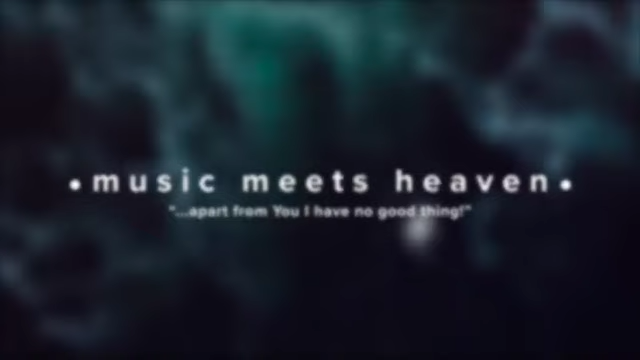 • music meets heaven •
"...apart from You I have no good thing!"